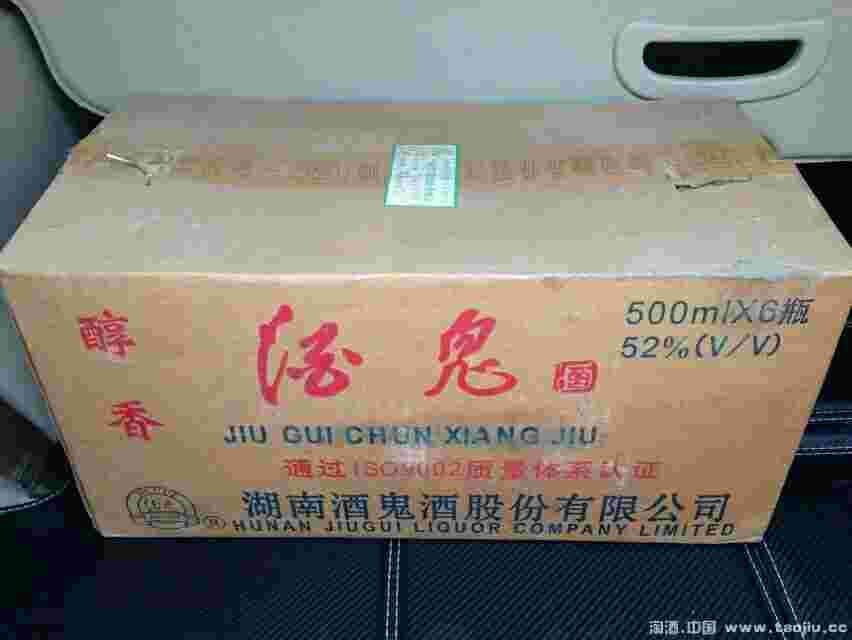 醇香
酒鬼
500mlX6瓶
52%(V/V)
JIU GUI CHUN XIANG JIU
通过ISO9002质量体系认证
湖南酒鬼酒股份有限公司
HUNAN JIUGUI LIQUOR COMPANY LIMITED
淘酒.中国 www.taojiu.cc